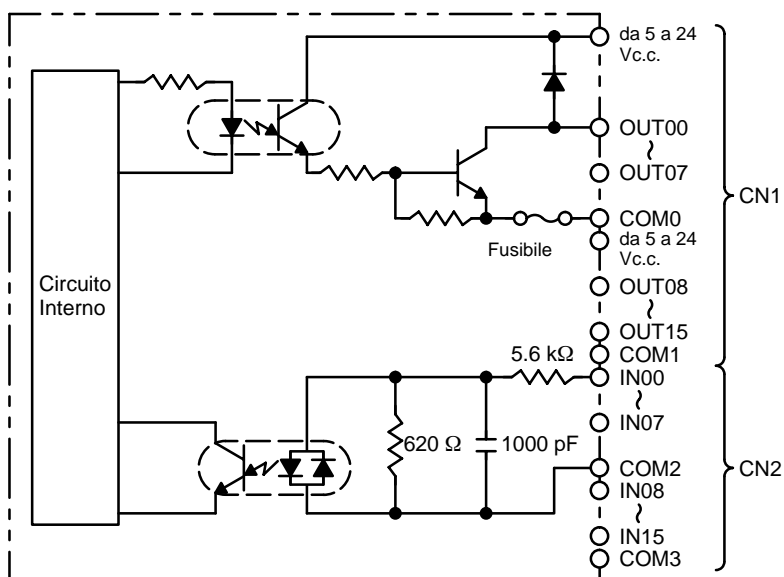 da 5 a 24
Vc.c.
OUT00
~
OUT07
CN1
COM0
Fusibile
da 5 a 24
Vc.c.
Circuito
Interno
OUT08
~
OUT15
5.6 kΩ
COM1
IN00
~
IN07
620 Ω
1000 pF
COM2
CN2
IN08
~
IN15
COM3